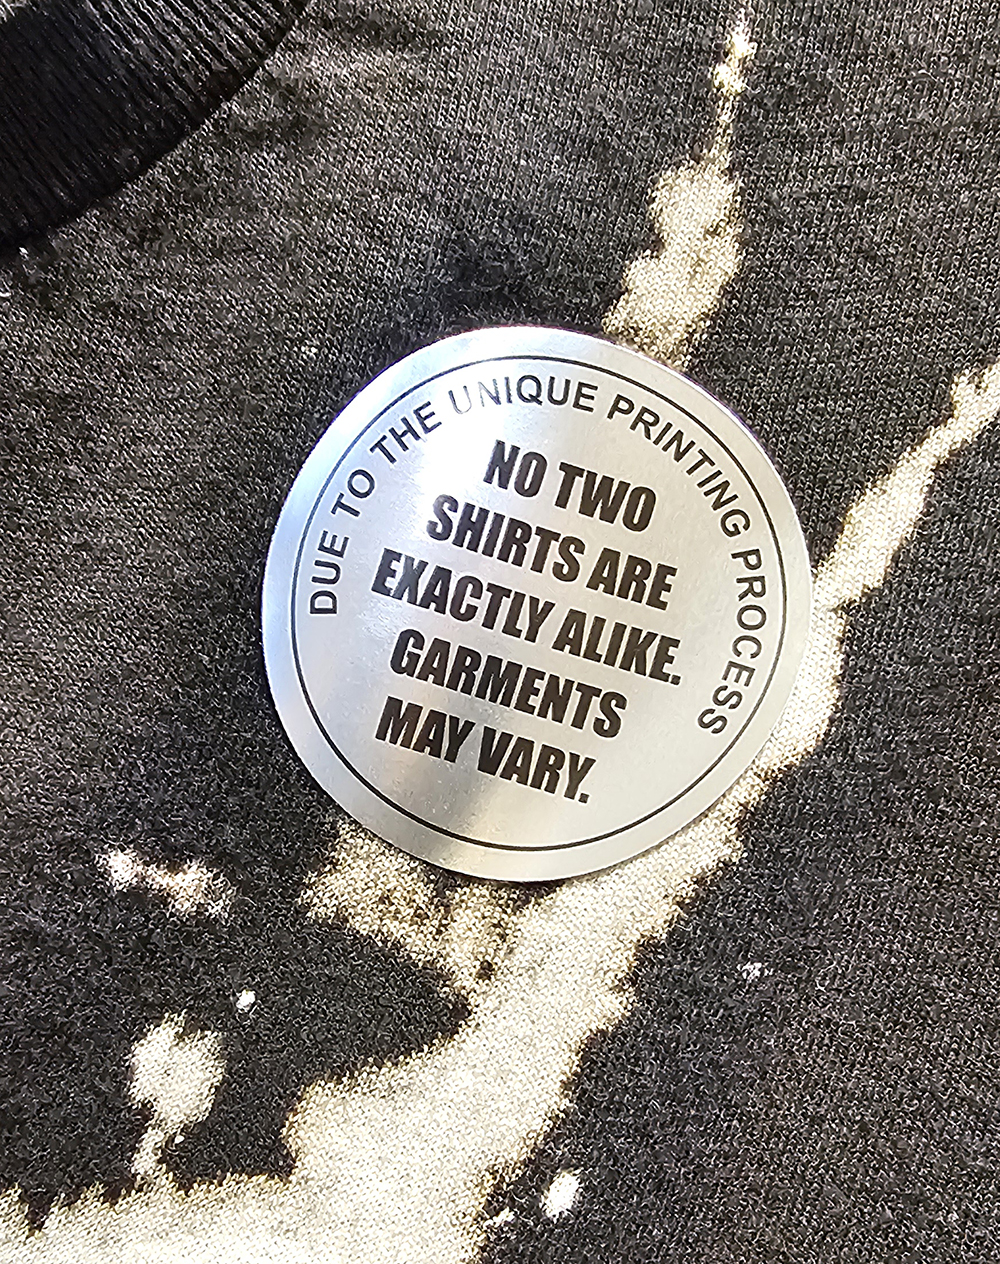 DUE TO THE UNIQUE PRINTING PROCESS
NO TWO
SHIRTS ARE
EXACTLY ALIKE.
GARMENTS
MAY VARY.